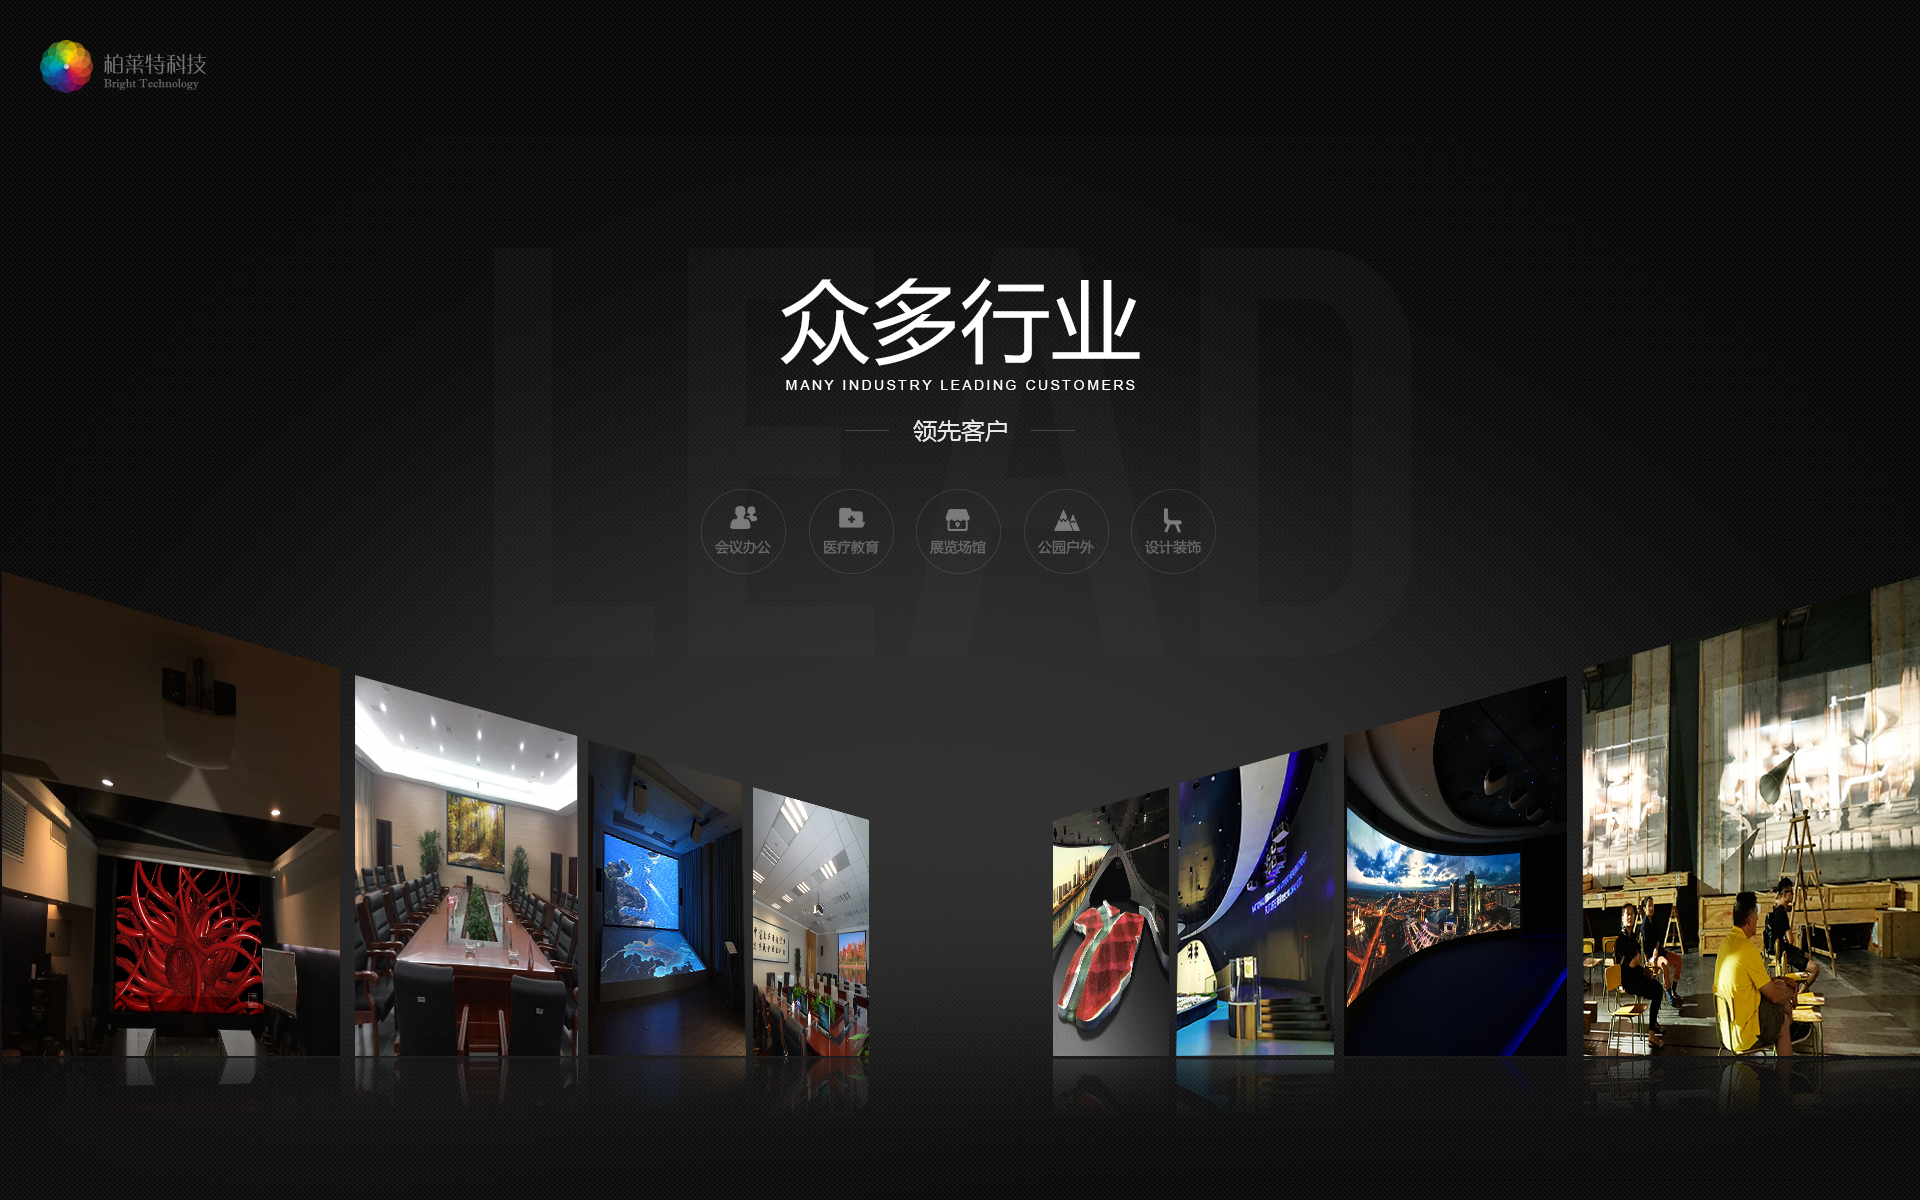 柏莱特科技
Bright Technology
LEAD
众多行业
MANY INDUSTRY LEADING CUSTOMERS
领先客户
会议办公
医疗教育
展览场馆
公园户外
设计装饰